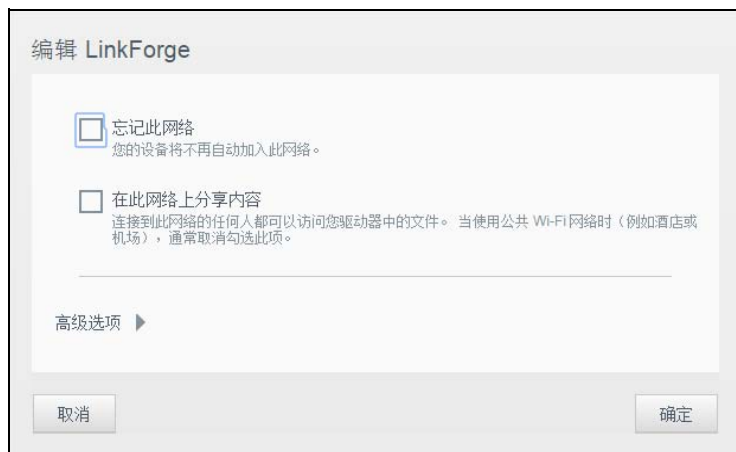 编辑 LinkForge
忘记此网络
您的设备将不再自动加入此网络。
在此网络上分享内容
连接到此网络的任何人都可以访问您驱动器中的文件。 当使用公共 Wi-Fi 网络时（例如酒店或
机场），通常取消勾选此项。
高级选项
取消
确定